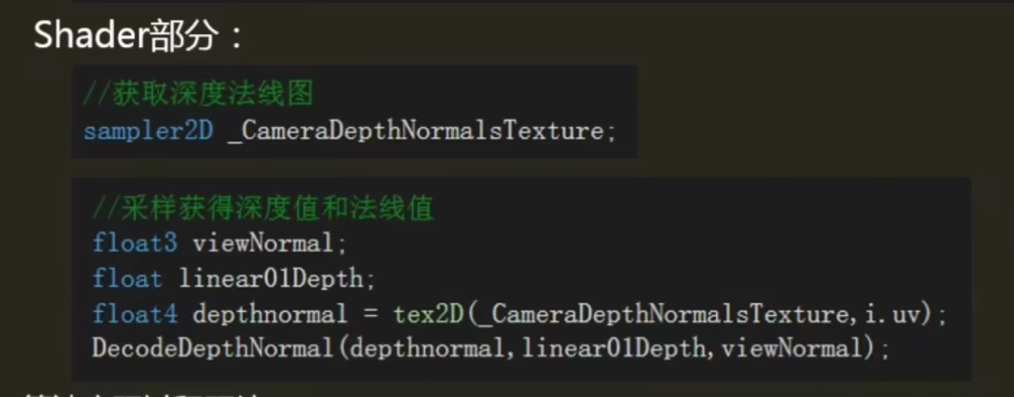 Shader部分：
//获取深度法线图
sampler2D _CameraDepthNormalsTexture;
//采样获得深度值和法线值
float3 viewNormal;
float linear01Depth;
float4 depthnormal = tex2D(_CameraDepthNormalsTexture,i.uv);
DecodeDepthNormal(depthnormal,linear01Depth,viewNormal);